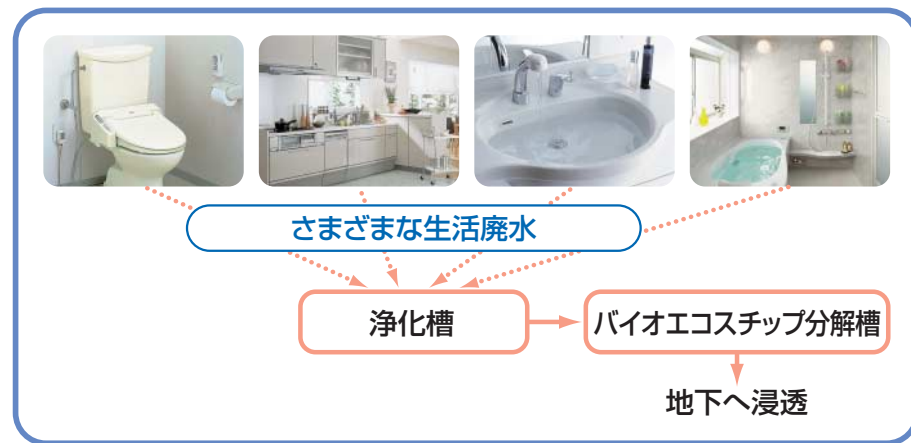 さまざまな生活廃水
浄化槽
バイオエコスチップ分解槽
地下へ浸透